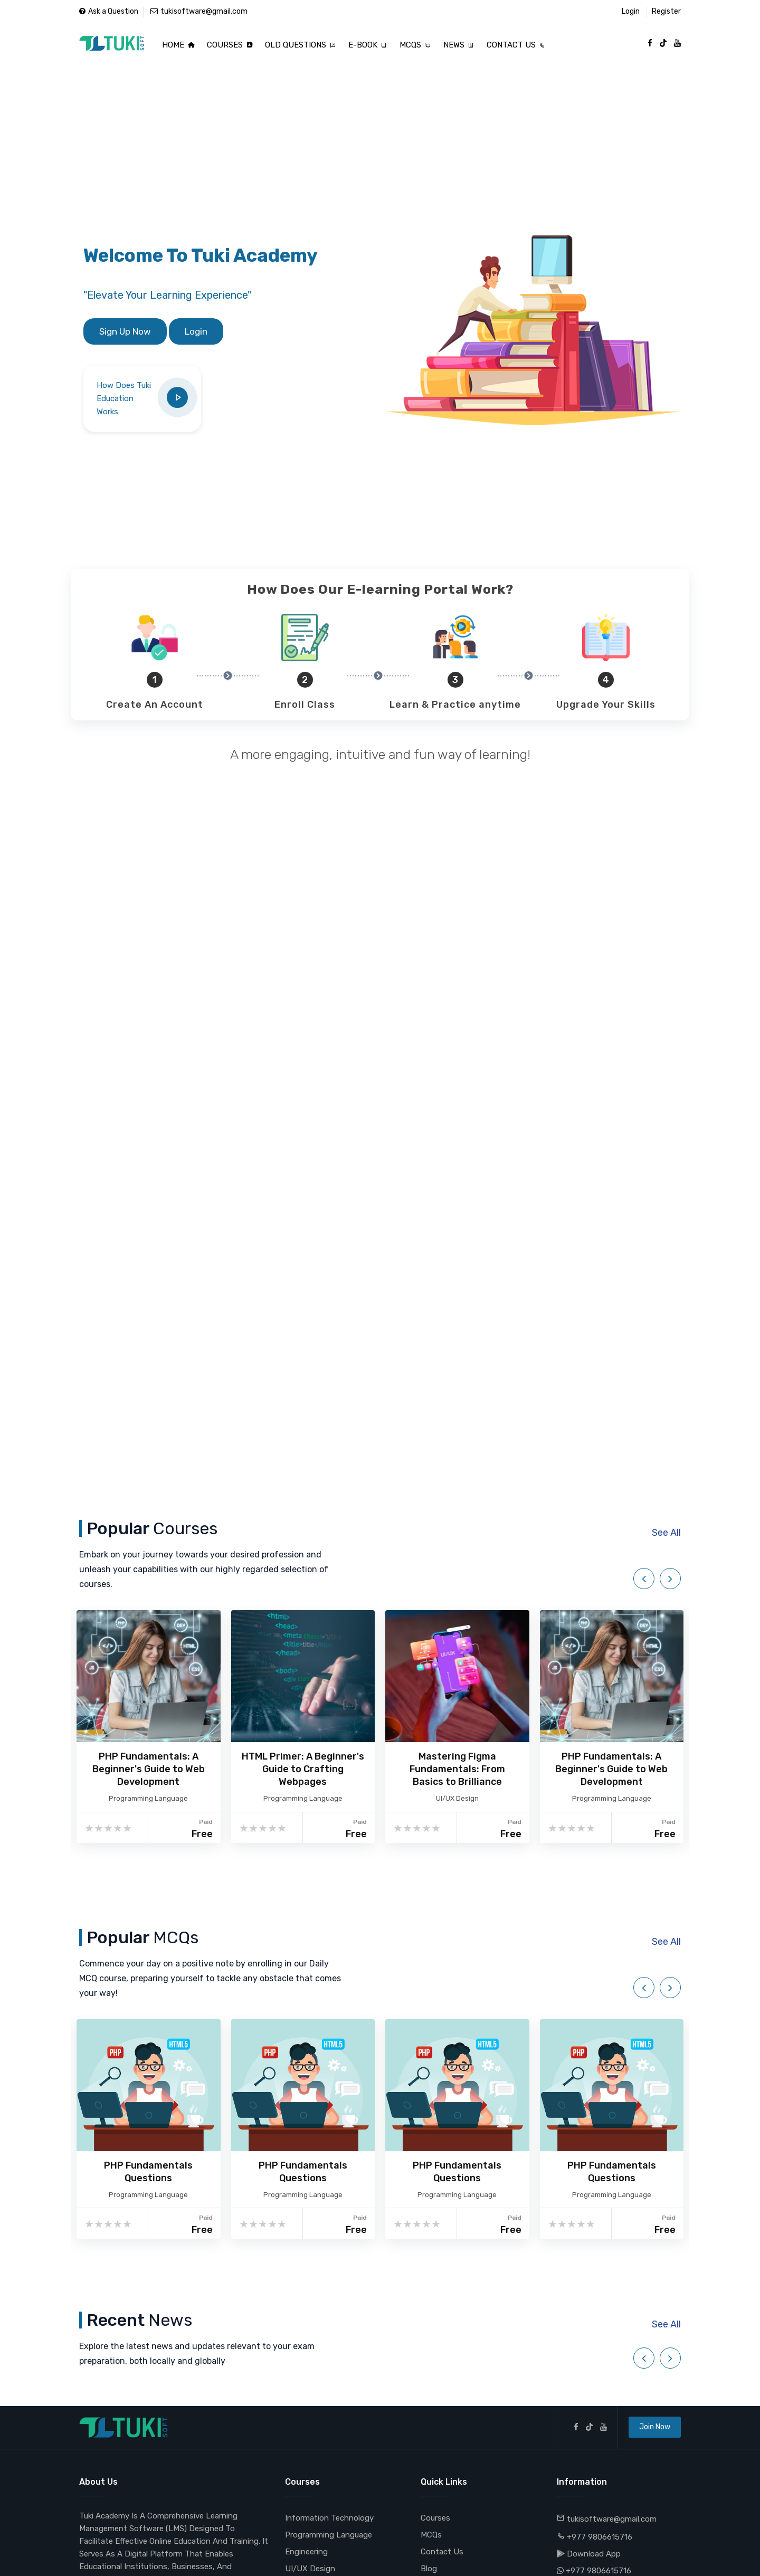 Ask a Question
tukisoftware@gmail.com
Login
Register
TUKI SOFT
HOME
COURSES
OLD QUESTIONS
E-BOOK
MCQS
NEWS
CONTACT US
Welcome To Tuki Academy
"Elevate Your Learning Experience"
Sign Up Now
Login
How Does Tuki
Education
Works
How Does Our E-learning Portal Work?
1
2
3
4
Create An Account
Enroll Class
Learn & Practice anytime
Upgrade Your Skills
A more engaging, intuitive and fun way of learning!
Popular Courses
See All
Embark on your journey towards your desired profession and
unleash your capabilities with our highly regarded selection of
courses.
PHP Fundamentals: A
Beginner's Guide to Web
Development
Programming Language
Paid
Free
HTML Primer: A Beginner's
Guide to Crafting
Webpages
Programming Language
Paid
Free
Mastering Figma
Fundamentals: From
Basics to Brilliance
UI/UX Design
Paid
Free
PHP Fundamentals: A
Beginner's Guide to Web
Development
Programming Language
Paid
Free
Popular MCQs
See All
Commence your day on a positive note by enrolling in our Daily
MCQ course, preparing yourself to tackle any obstacle that comes
your way!
PHP
HTML5
PHP Fundamentals
Questions
Programming Language
Paid
Free
PHP
HTML5
PHP Fundamentals
Questions
Programming Language
Paid
Free
PHP
HTML5
PHP Fundamentals
Questions
Programming Language
Paid
Free
PHP
HTML5
PHP Fundamentals
Questions
Programming Language
Paid
Free
Recent News
See All
Explore the latest news and updates relevant to your exam
preparation, both locally and globally
TUKI SOFT
Join Now
About Us
Tuki Academy Is A Comprehensive Learning
Management Software (LMS) Designed To
Facilitate Effective Online Education And Training. It
Serves As A Digital Platform That Enables
Educational Institutions, Businesses, And
Courses
Information Technology
Programming Language
Engineering
UI/UX Design
Quick Links
Courses
MCQs
Contact Us
Blog
Information
tukisoftware@gmail.com
+977 9806615716
Download App
+977 9806615716